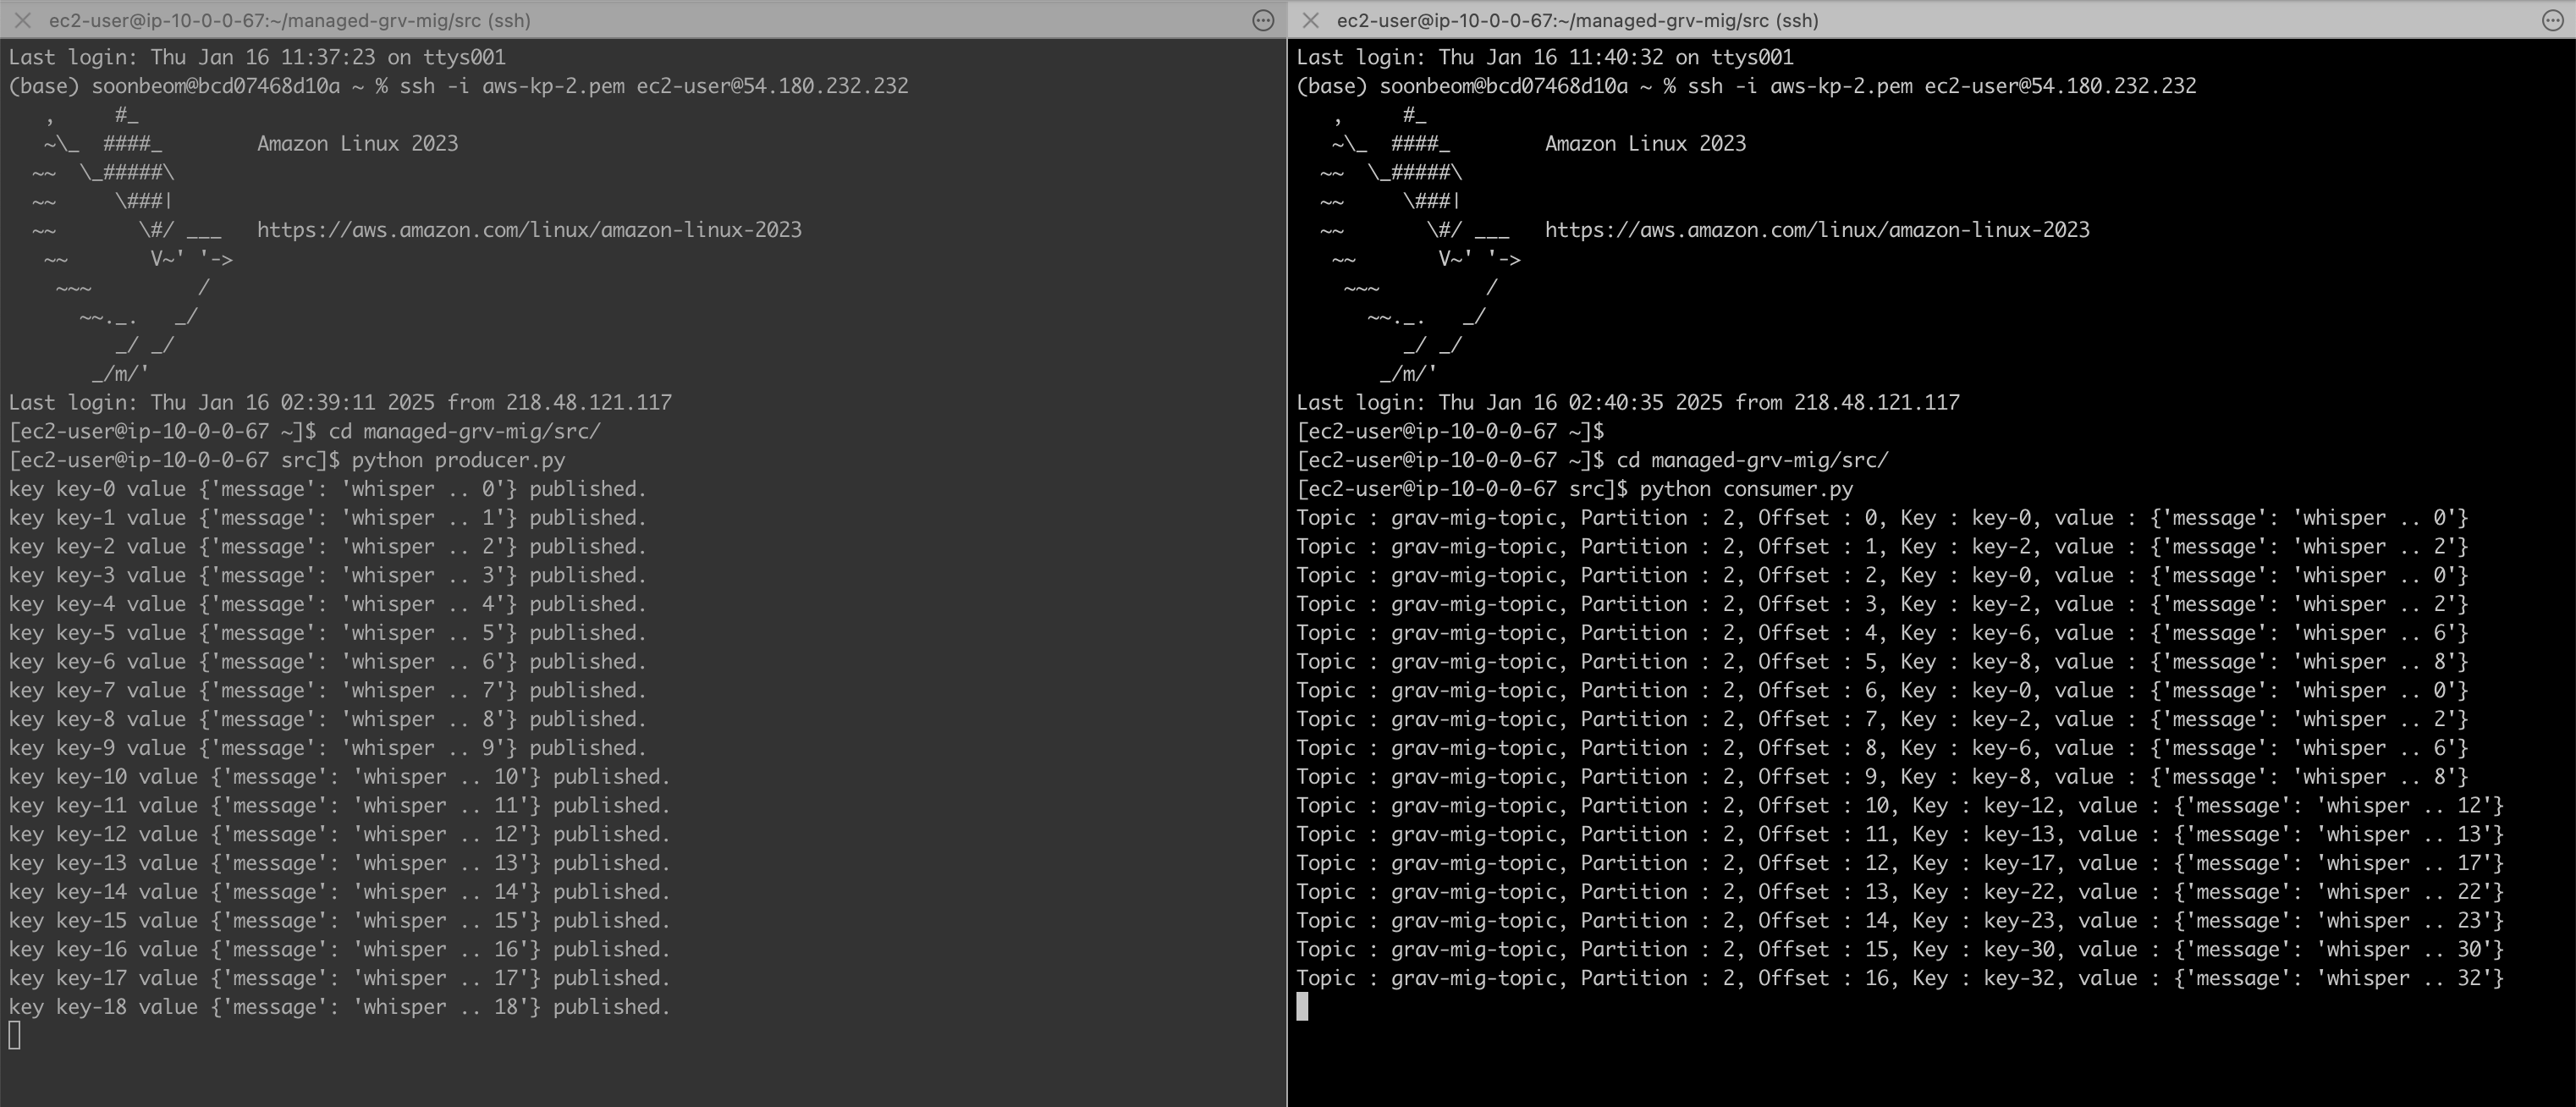 ec2-user@ip-10-0-0-67:~/managed-grv-mig/src (ssh)
Last login: Thu Jan 16 11:37:23 on ttys001
(base) soonbeom@bcd07468d10a ~ % ssh -i aws-kp-2.pem ec2-user@54.180.232.232
   ,     #_
   ~\_  ####_        Amazon Linux 2023
  ~~  \_#####\
  ~~     \###|
  ~~       \#/ ___   https://aws.amazon.com/linux/amazon-linux-2023
   ~~       V~' '->
    ~~~         /
      ~~._.   _/
         _/ _/
       _/m/'
Last login: Thu Jan 16 02:39:11 2025 from 218.48.121.117
[ec2-user@ip-10-0-0-67 ~]$ cd managed-grv-mig/src/
[ec2-user@ip-10-0-0-67 src]$ python producer.py
key key-0 value {'message': 'whisper .. 0'} published.
key key-1 value {'message': 'whisper .. 1'} published.
key key-2 value {'message': 'whisper .. 2'} published.
key key-3 value {'message': 'whisper .. 3'} published.
key key-4 value {'message': 'whisper .. 4'} published.
key key-5 value {'message': 'whisper .. 5'} published.
key key-6 value {'message': 'whisper .. 6'} published.
key key-7 value {'message': 'whisper .. 7'} published.
key key-8 value {'message': 'whisper .. 8'} published.
key key-9 value {'message': 'whisper .. 9'} published.
key key-10 value {'message': 'whisper .. 10'} published.
key key-11 value {'message': 'whisper .. 11'} published.
key key-12 value {'message': 'whisper .. 12'} published.
key key-13 value {'message': 'whisper .. 13'} published.
key key-14 value {'message': 'whisper .. 14'} published.
key key-15 value {'message': 'whisper .. 15'} published.
key key-16 value {'message': 'whisper .. 16'} published.
key key-17 value {'message': 'whisper .. 17'} published.
key key-18 value {'message': 'whisper .. 18'} published.
ec2-user@ip-10-0-0-67:~/managed-grv-mig/src (ssh)
Last login: Thu Jan 16 11:40:32 on ttys001
(base) soonbeom@bcd07468d10a ~ % ssh -i aws-kp-2.pem ec2-user@54.180.232.232
   ,     #_
   ~\_  ####_        Amazon Linux 2023
  ~~  \_#####\
  ~~     \###|
  ~~       \#/ ___   https://aws.amazon.com/linux/amazon-linux-2023
   ~~       V~' '->
    ~~~         /
      ~~._.   _/
         _/ _/
       _/m/'
Last login: Thu Jan 16 02:40:35 2025 from 218.48.121.117
[ec2-user@ip-10-0-0-67 ~]$
[ec2-user@ip-10-0-0-67 ~]$ cd managed-grv-mig/src/
[ec2-user@ip-10-0-0-67 src]$ python consumer.py
Topic : grav-mig-topic, Partition : 2, Offset : 0, Key : key-0, value : {'message': 'whisper .. 0'}
Topic : grav-mig-topic, Partition : 2, Offset : 1, Key : key-2, value : {'message': 'whisper .. 2'}
Topic : grav-mig-topic, Partition : 2, Offset : 2, Key : key-0, value : {'message': 'whisper .. 0'}
Topic : grav-mig-topic, Partition : 2, Offset : 3, Key : key-2, value : {'message': 'whisper .. 2'}
Topic : grav-mig-topic, Partition : 2, Offset : 4, Key : key-6, value : {'message': 'whisper .. 6'}
Topic : grav-mig-topic, Partition : 2, Offset : 5, Key : key-8, value : {'message': 'whisper .. 8'}
Topic : grav-mig-topic, Partition : 2, Offset : 6, Key : key-0, value : {'message': 'whisper .. 0'}
Topic : grav-mig-topic, Partition : 2, Offset : 7, Key : key-2, value : {'message': 'whisper .. 2'}
Topic : grav-mig-topic, Partition : 2, Offset : 8, Key : key-6, value : {'message': 'whisper .. 6'}
Topic : grav-mig-topic, Partition : 2, Offset : 9, Key : key-8, value : {'message': 'whisper .. 8'}
Topic : grav-mig-topic, Partition : 2, Offset : 10, Key : key-12, value : {'message': 'whisper .. 12'}
Topic : grav-mig-topic, Partition : 2, Offset : 11, Key : key-13, value : {'message': 'whisper .. 13'}
Topic : grav-mig-topic, Partition : 2, Offset : 12, Key : key-17, value : {'message': 'whisper .. 17'}
Topic : grav-mig-topic, Partition : 2, Offset : 13, Key : key-22, value : {'message': 'whisper .. 22'}
Topic : grav-mig-topic, Partition : 2, Offset : 14, Key : key-23, value : {'message': 'whisper .. 23'}
Topic : grav-mig-topic, Partition : 2, Offset : 15, Key : key-30, value : {'message': 'whisper .. 30'}
Topic : grav-mig-topic, Partition : 2, Offset : 16, Key : key-32, value : {'message': 'whisper .. 32'}